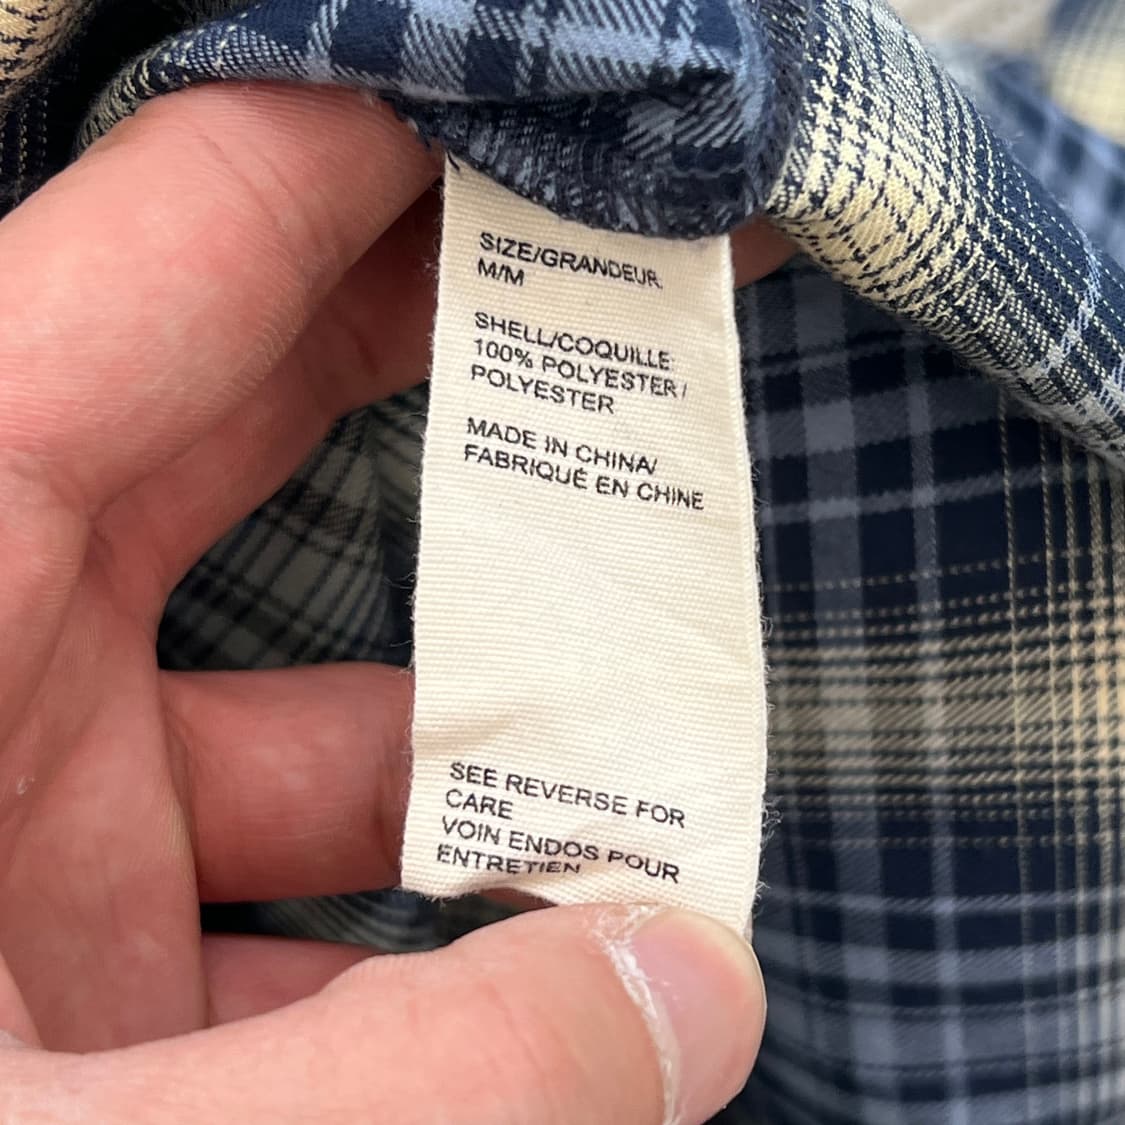 SIZE/GRANDEUR:
M/M
SHELL/COQUILLE:
100% POLYESTER /
POLYESTER
MADE IN CHINA/
FABRIQUÉ EN CHINE
SEE REVERSE FOR
CARE
VOIN ENDOS POUR
ENTRETIEN